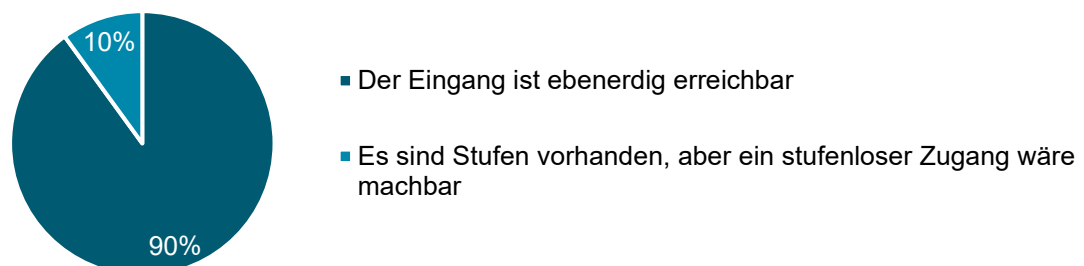 10%
Der Eingang ist ebenerdig erreichbar
Es sind Stufen vorhanden, aber ein stufenloser Zugang wäre
machbar
90%